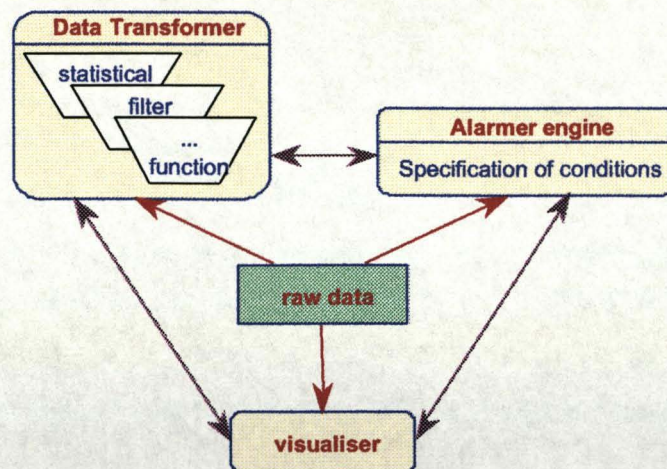 Data Transformer
statistical
filter
...
function
Alarmer engine
Specification of conditions
raw data
visualiser